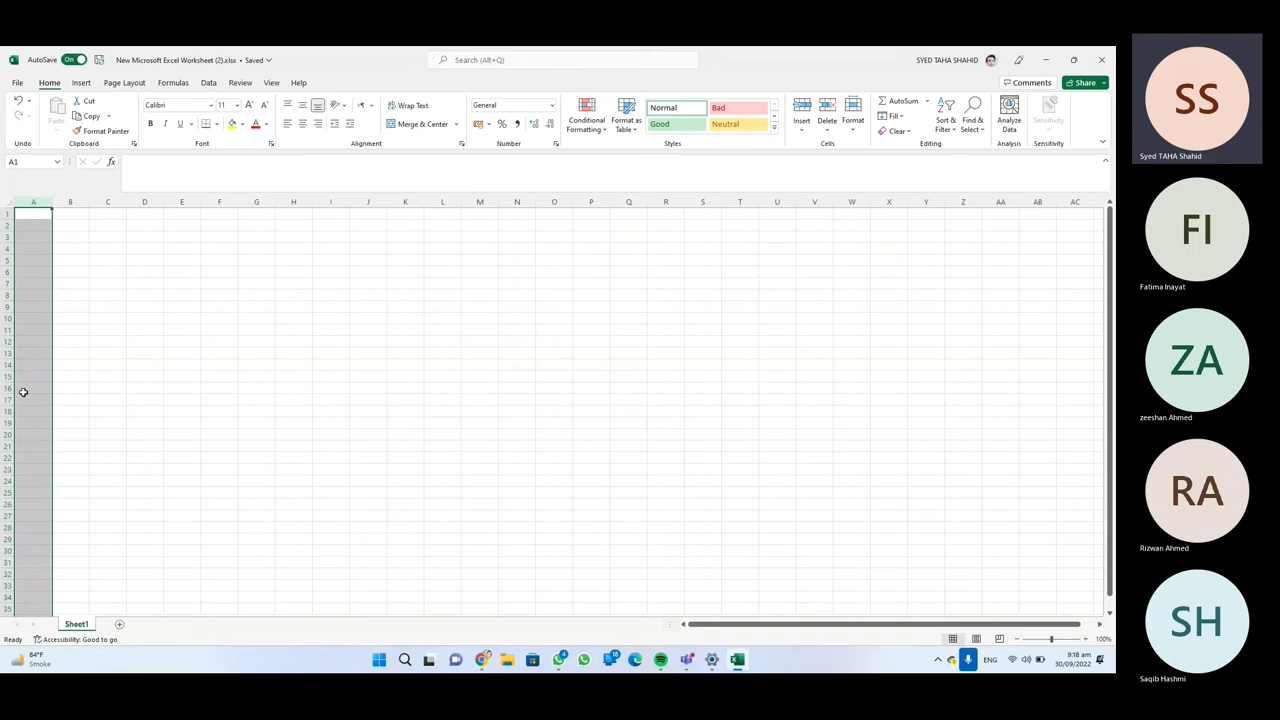 AutoSave On New Microsoft Excel Worksheet (2).xlsx • Saved Search (Alt+Q) SYED TAHA SHAHID
File Home Insert Page Layout Formulas Data Review View Help Comments Share
Cut
Copy
Format Painter
Paste
Undo
Clipboard
Calibri 11
B I U
Font
Wrap Text
Merge & Center
Alignment
General
Number
Conditional
Formatting
Format as
Table
Normal Bad
Good Neutral
Styles
Insert Delete Format
Cells
AutoSum
Fill
Clear
Sort &
Filter
Find &
Select
Editing
Analyze
Data
Analysis
Sensitivity
Sensitivity
A1 fx
A B C D E F G H I J K L M N O P Q R S T U V W X Y Z AA AB AC
1
2
3
4
5
6
7
8
9
10
11
12
13
14
15
16
17
18
19
20
21
22
23
24
25
26
27
28
29
30
31
32
33
34
35
Sheet1
Ready Accessibility: Good to go 100%
84°F
Smoke
ENG
9:18 am
30/09/2022
SS
Syed TAHA Shahid
FI
Fatima Inayat
ZA
zeeshan Ahmed
RA
Rizwan Ahmed
SH
Saqib Hashmi